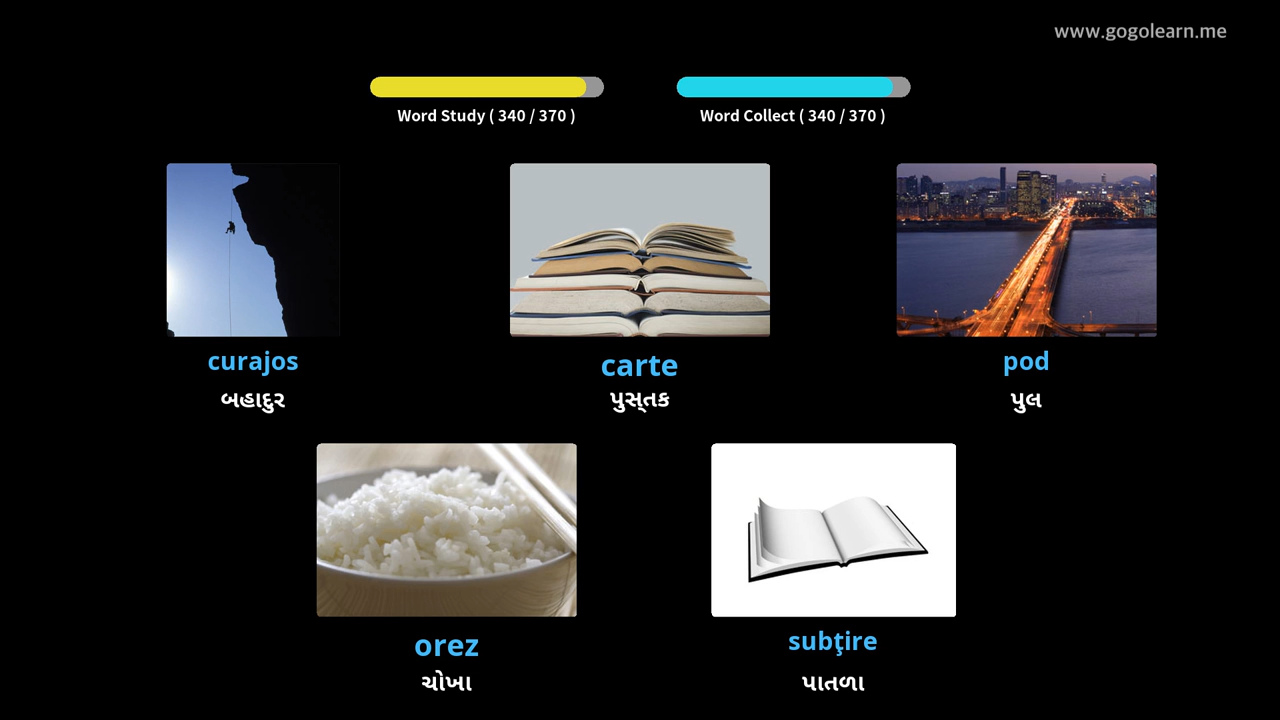 www.gogolearn.me
Word Study ( 340 / 370 )
Word Collect ( 340 / 370 )
curajos
carte
pod
બહાદુર
પુસ્તક
પુલ
orez
subţire
ચોખા
પાતળા